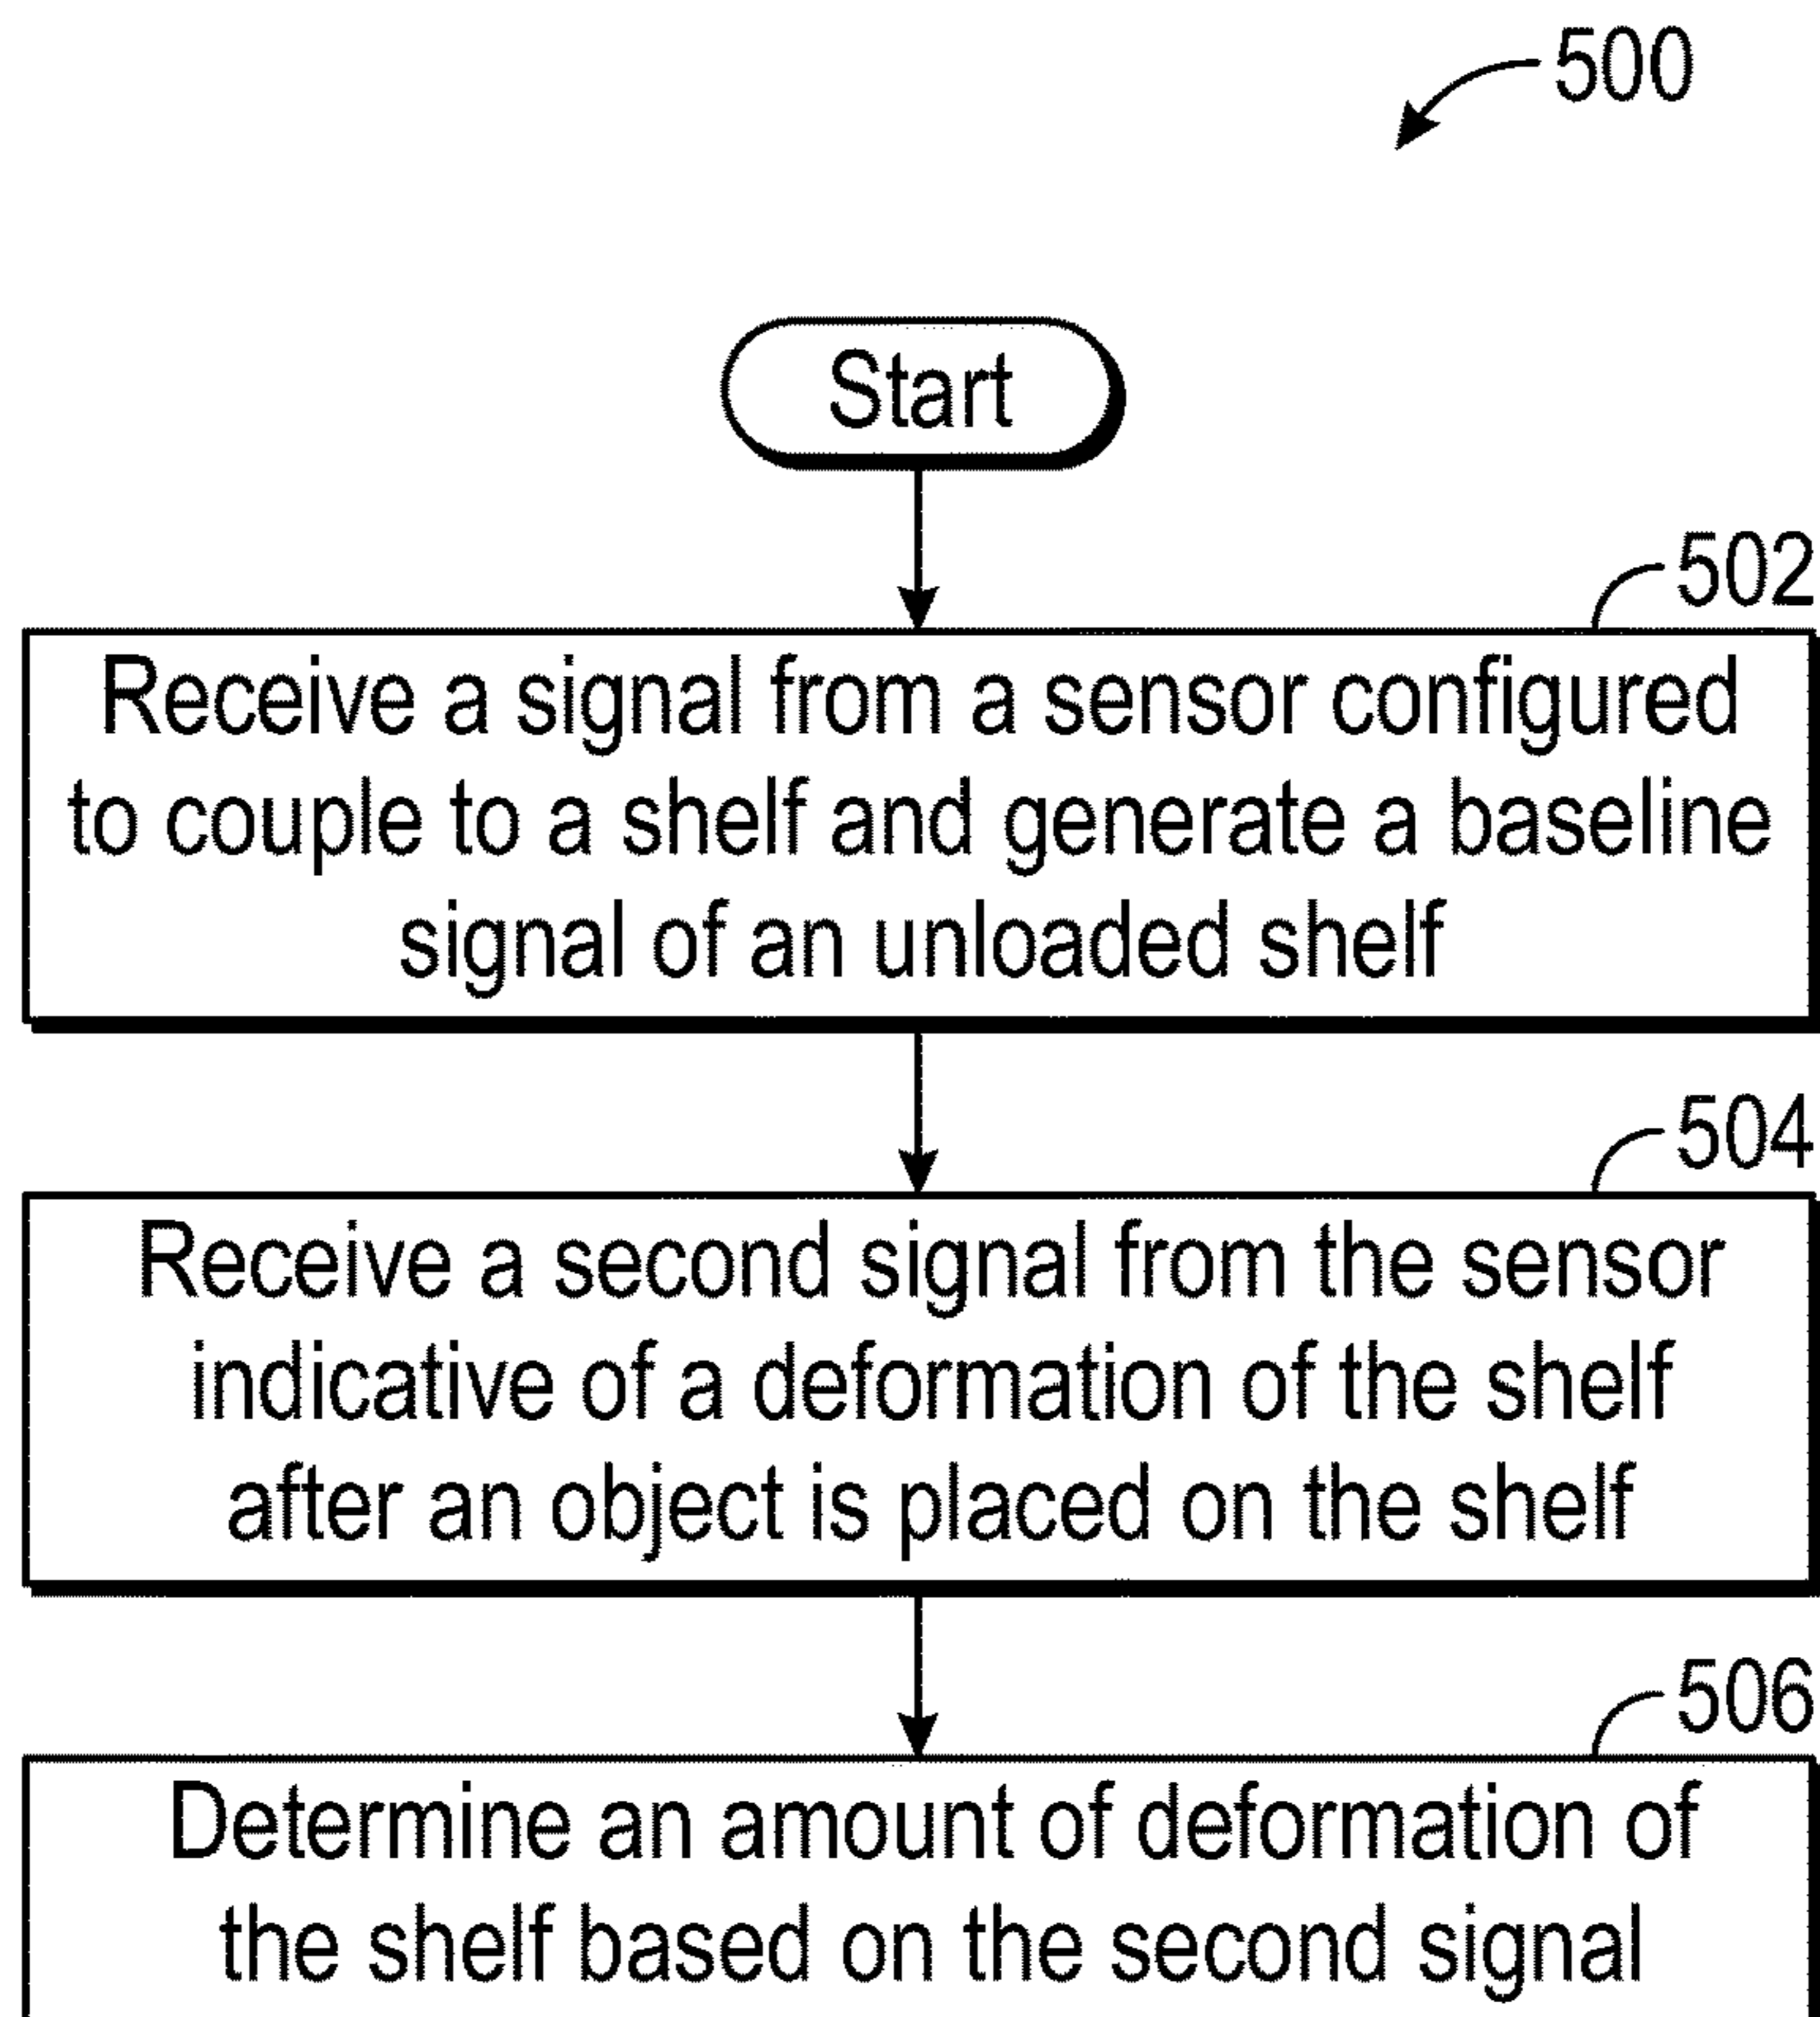 500
Start
502
Receive a signal from a sensor configured
to couple to a shelf and generate a baseline
signal of an unloaded shelf
504
Receive a second signal from the sensor
indicative of a deformation of the shelf
after an object is placed on the shelf
506
Determine an amount of deformation of
the shelf based on the second signal